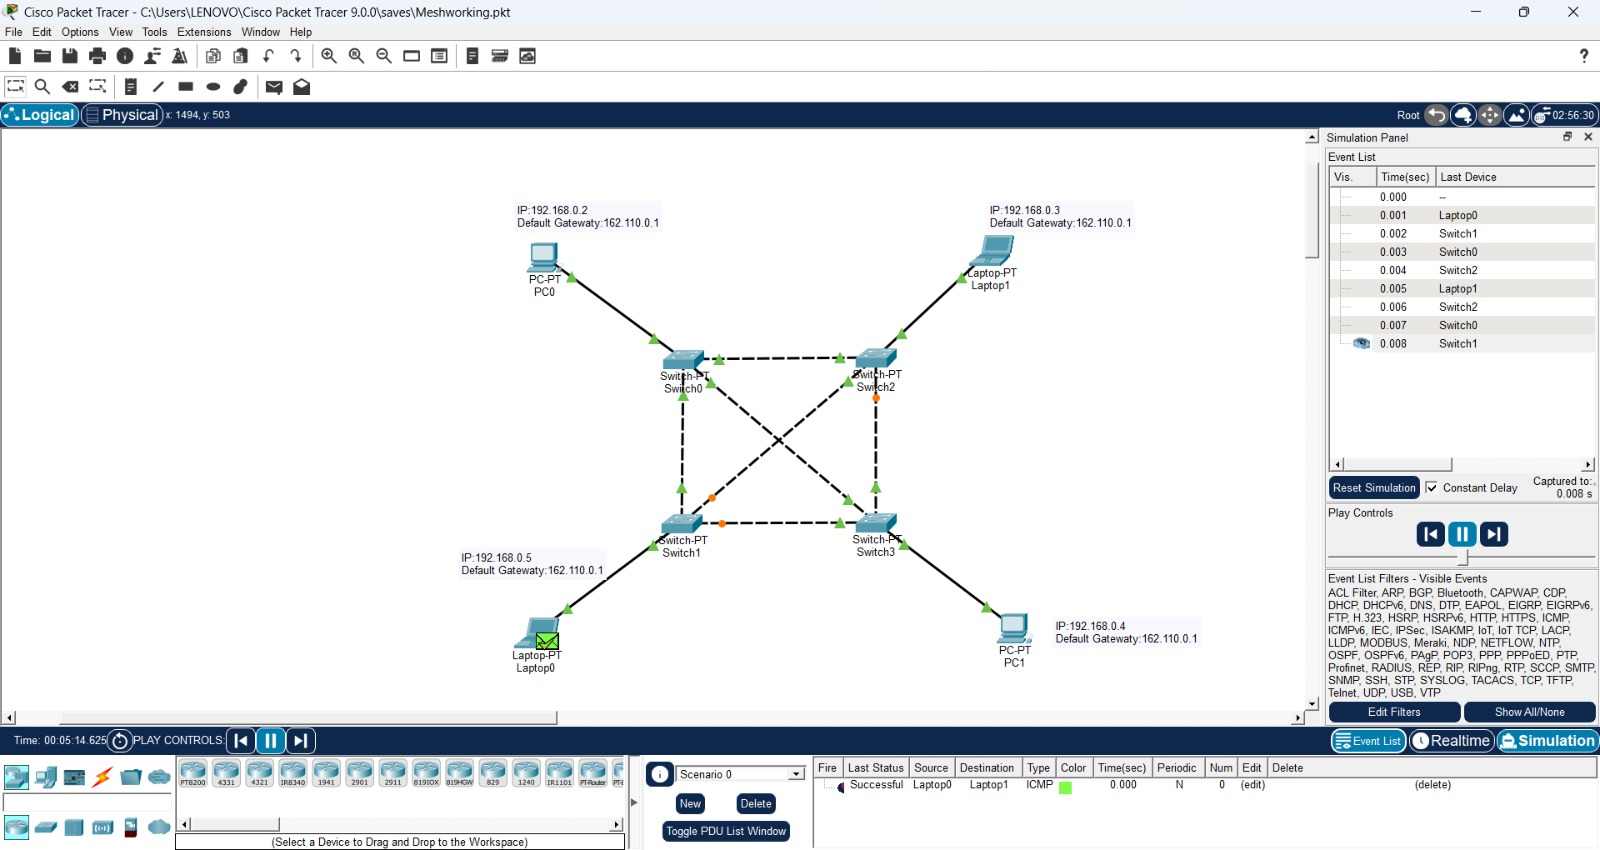 Cisco Packet Tracer - C:\Users\LENOVO\Cisco Packet Tracer 9.0.0\saves\Meshworking.pkt
File Edit Options View Tools Extensions Window Help
?
Logical Physical x: 1494, y: 503
Root 02:56:30
IP:192.168.0.2
Default Gatewaty:162.110.0.1
PC-PT
PC0
IP:192.168.0.3
Default Gatewaty:162.110.0.1
Laptop-PT
Laptop1
Switch-PT
Switch0
Switch-PT
Switch2
Switch-PT
Switch1
Switch-PT
Switch3
IP:192.168.0.5
Default Gatewaty:162.110.0.1
Laptop-PT
Laptop0
IP:192.168.0.4
Default Gatewaty:162.110.0.1
PC-PT
PC1
Simulation Panel
Event List
Vis. Time(sec) Last Device
0.000 --
0.001 Laptop0
0.002 Switch1
0.003 Switch0
0.004 Switch2
0.005 Laptop1
0.006 Switch2
0.007 Switch0
0.008 Switch1
Reset Simulation Constant Delay Captured to:
0.008 s
Play Controls
Event List Filters - Visible Events
ACL Filter, ARP, BGP, Bluetooth, CAPWAP, CDP,
DHCP, DHCPv6, DNS, DTP, EAPOL, EIGRP, EIGRPv6,
FTP, H.323, HSRP, HSRPv6, HTTP, HTTPS, ICMP,
ICMPv6, IEC, IPSec, ISAKMP, IoT, IoT TCP, LACP,
LLDP, MODBUS, Meraki, NDP, NETFLOW, NTP,
OSPF, OSPFv6, PAgP, POP3, PPP, PPPoED, PTP,
Profinet, RADIUS, REP, RIP, RIPng, RTP, SCCP, SMTP,
SNMP, SSH, STP, SYSLOG, TACACS, TCP, TFTP,
Telnet, UDP, USB, VTP
Edit Filters Show All/None
Time: 00:05:14.625 PLAY CONTROLS:
Event List Realtime Simulation
PT8200 4331 4321 IR8340 1941 2901 2911 819IOX 819HGW 829 1240 IR1101 PT-Router
(Select a Device to Drag and Drop to the Workspace)
Scenario 0
New Delete
Toggle PDU List Window
Fire Last Status Source Destination Type Color Time(sec) Periodic Num Edit Delete
Successful Laptop0 Laptop1 ICMP 0.000 N 0 (edit) (delete)